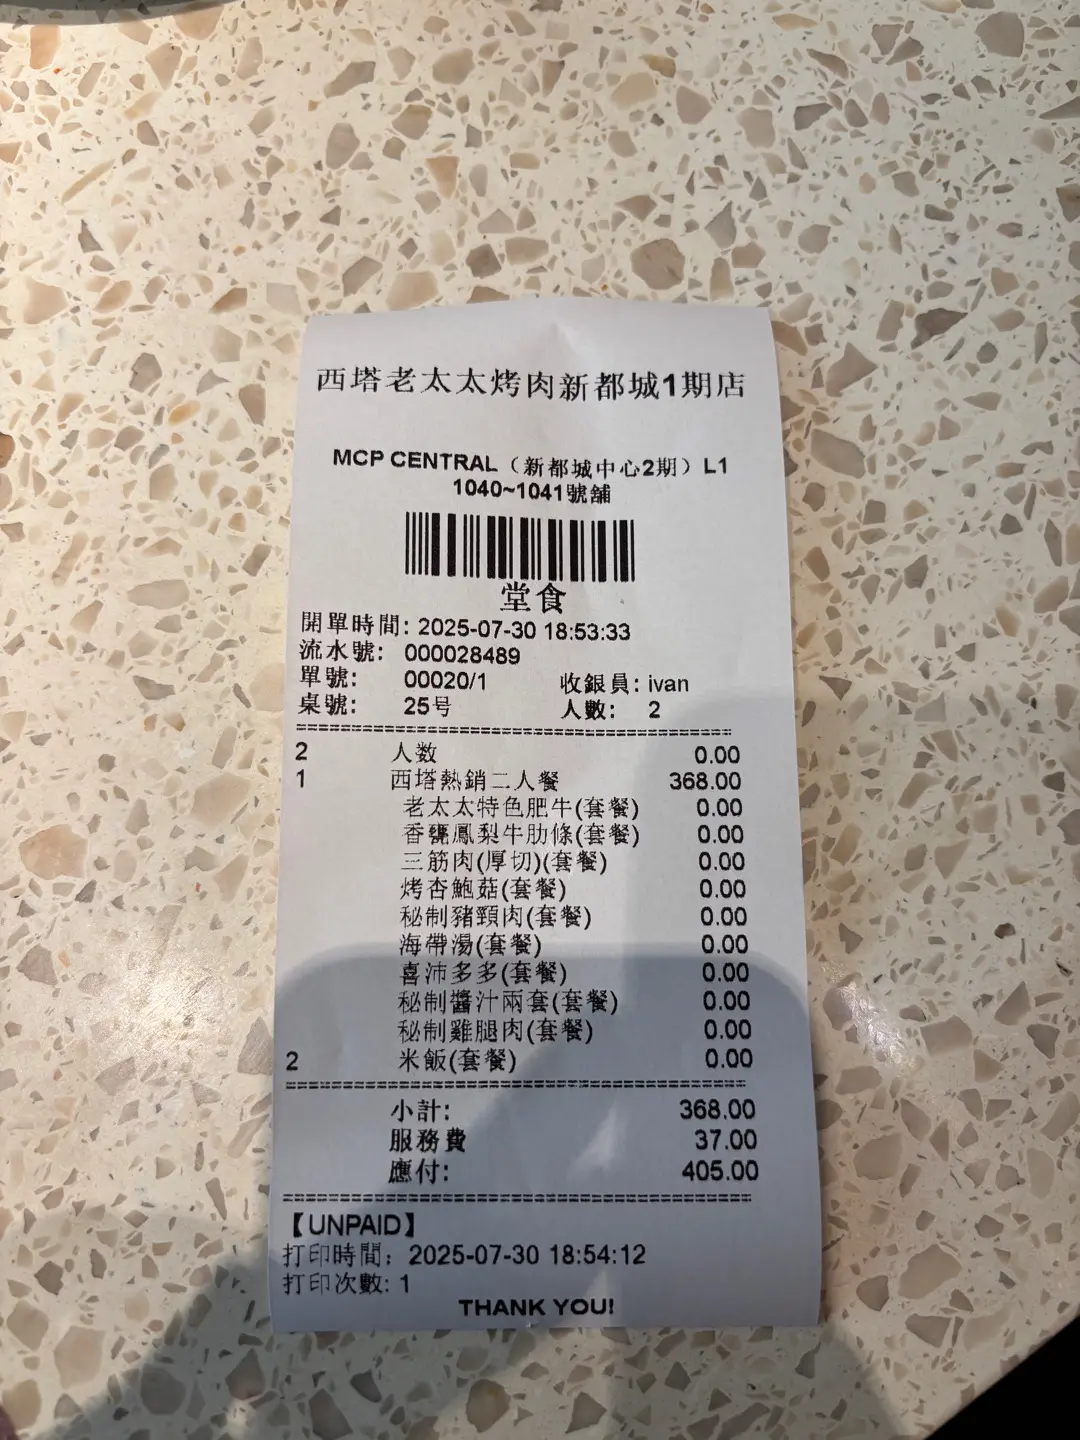 西塔老太太烤肉新都城1期店
MCP CENTRAL（新都城中心2期）L1
1040~1041號舖
堂食
開單時間: 2025-07-30 18:53:33
流水號: 000028489
單號: 00020/1 收銀員: ivan
桌號: 25号 人數: 2
2 人数 0.00
1 西塔熱銷二人餐 368.00
老太太特色肥牛(套餐) 0.00
香甕鳳梨牛肋條(套餐) 0.00
三筋肉(厚切)(套餐) 0.00
烤杏鮑菇(套餐) 0.00
秘制豬頸肉(套餐) 0.00
海帶湯(套餐) 0.00
喜沛多多(套餐) 0.00
秘制醬汁兩套(套餐) 0.00
秘制雞腿肉(套餐) 0.00
2 米飯(套餐) 0.00
小計: 368.00
服務費 37.00
應付: 405.00
【UNPAID】
打印時間: 2025-07-30 18:54:12
打印次數: 1
THANK YOU!